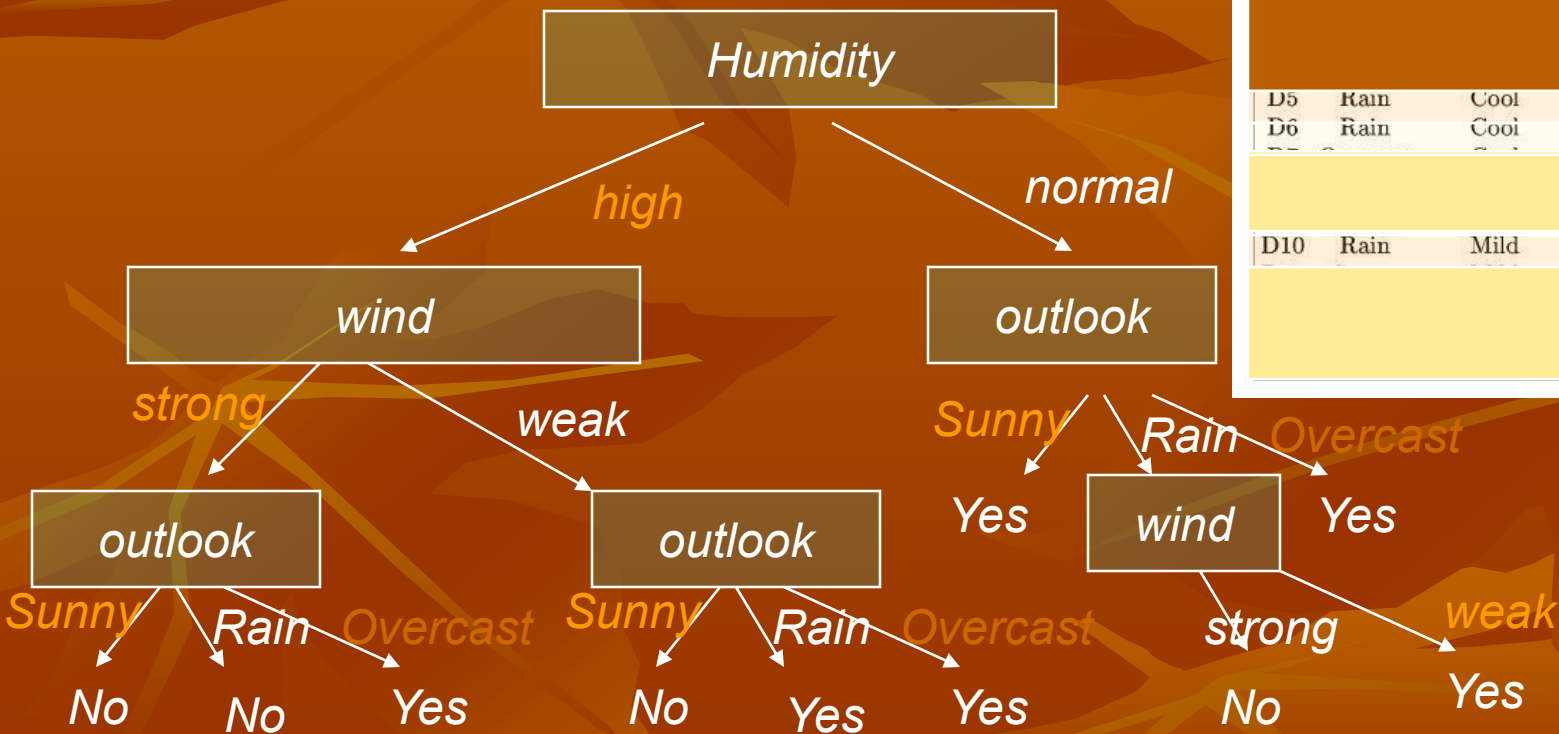 Humidity
D5 Rain Cool
D6 Rain Cool
high
normal
D10 Rain Mild
wind
outlook
strong
weak
Sunny
Rain
Overcast
outlook
outlook
Yes
wind
Yes
Sunny
Rain
Overcast
Sunny
Rain
Overcast
strong
weak
No
No
Yes
No
Yes
Yes
No
Yes